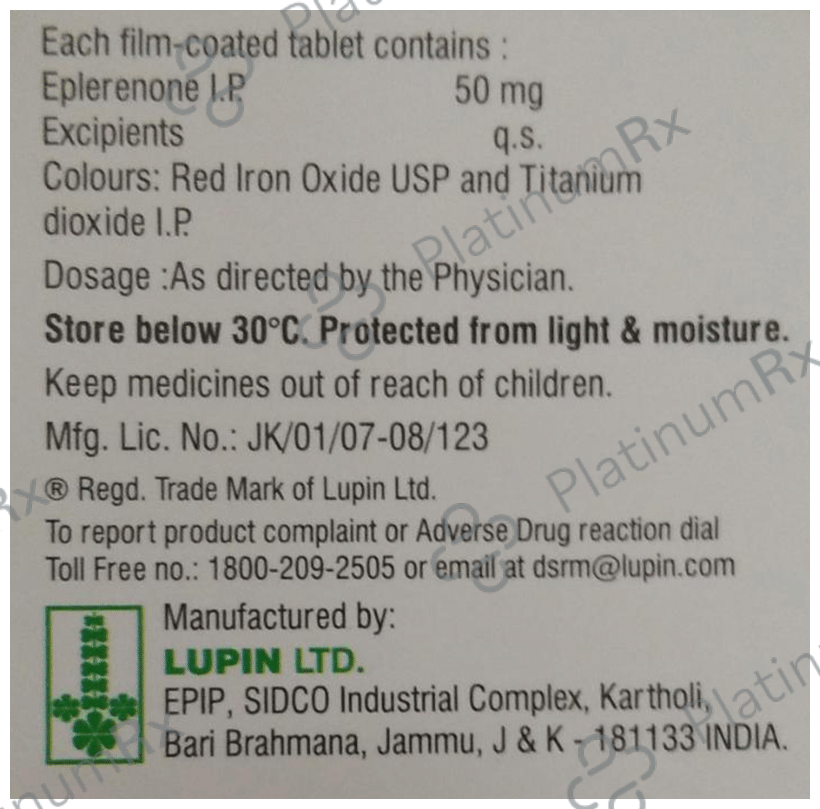 Each film-coated tablet contains :
Eplerenone I.P. 50 mg
Excipients q.s.
Colours: Red Iron Oxide USP and Titanium
dioxide I.P.
Dosage :As directed by the Physician.
Store below 30°C. Protected from light & moisture.
Keep medicines out of reach of children.
Mfg. Lic. No.: JK/01/07-08/123
® Regd. Trade Mark of Lupin Ltd.
To report product complaint or Adverse Drug reaction dial
Toll Free no.: 1800-209-2505 or email at dsrm@lupin.com
Manufactured by:
LUPIN LTD.
EPIP, SIDCO Industrial Complex, Kartholi,
Bari Brahmana, Jammu, J & K - 181133 INDIA.
PlatinumRx
PlatinumRx